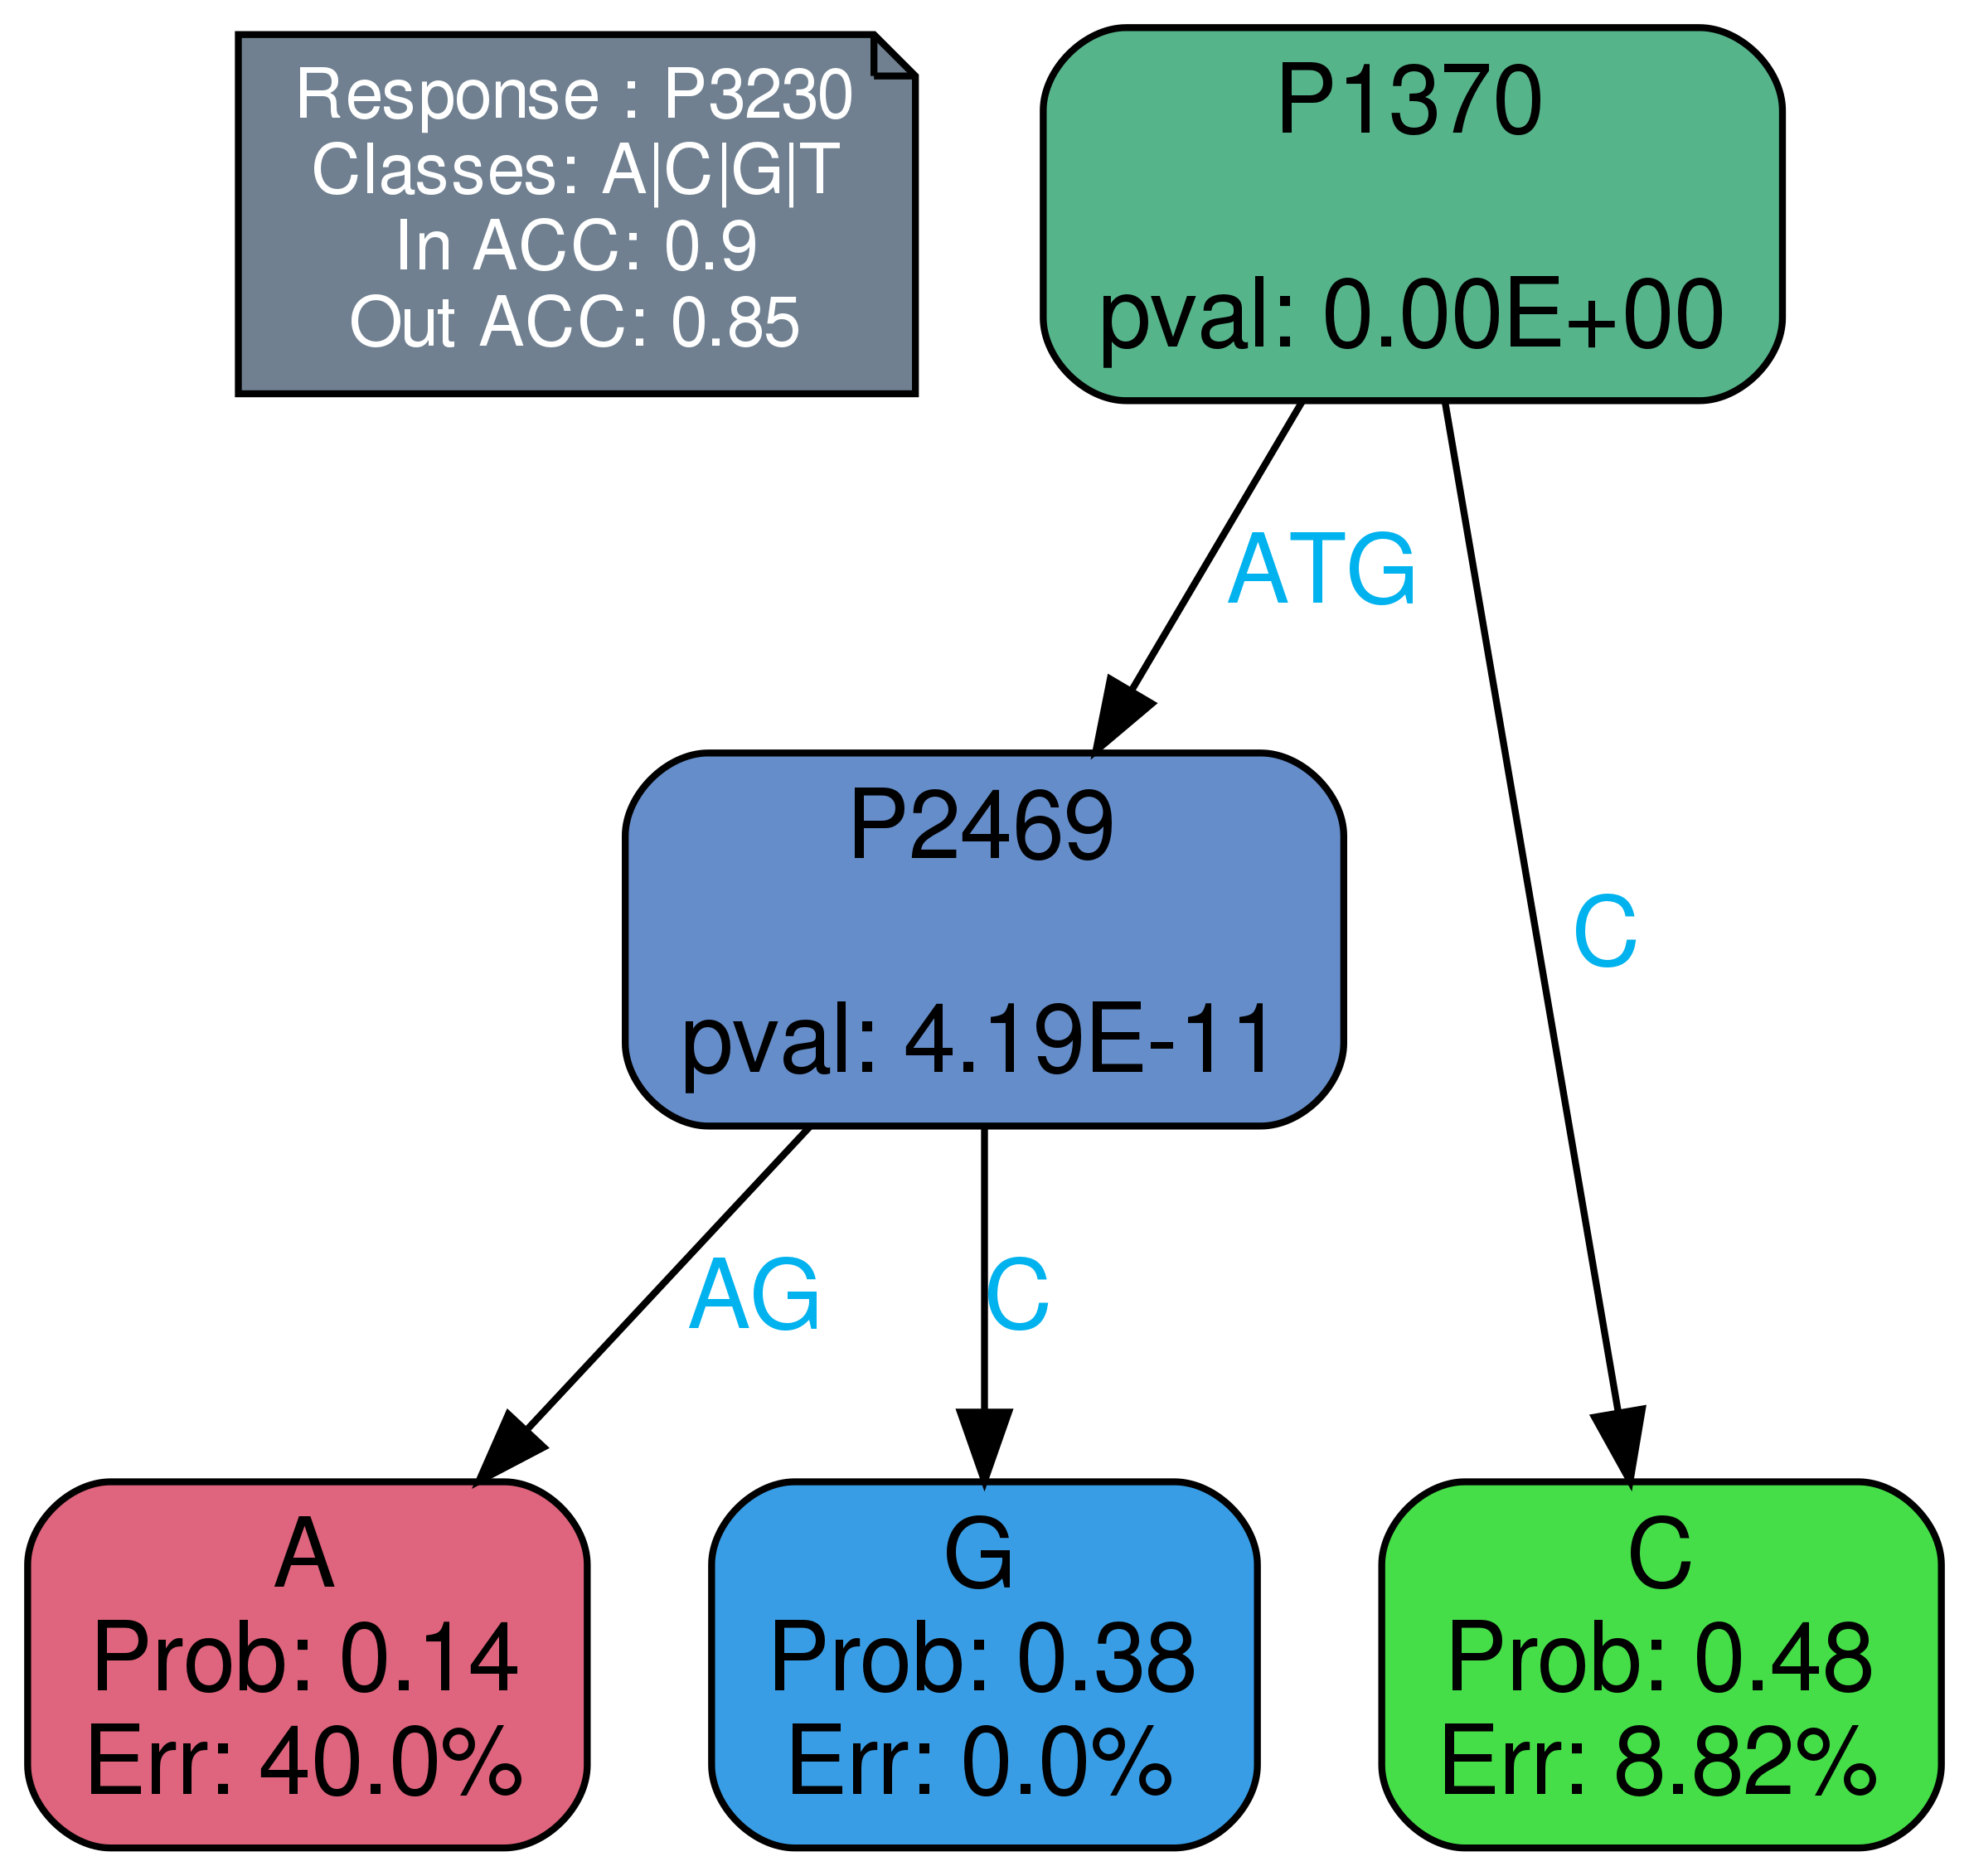 Response : P3230
Classes: A|C|G|T
In ACC: 0.9
Out ACC: 0.85
P1370
pval: 0.00E+00
ATG
C
P2469
pval: 4.19E-11
AG
C
A
Prob: 0.14
Err: 40.0%
G
Prob: 0.38
Err: 0.0%
C
Prob: 0.48
Err: 8.82%